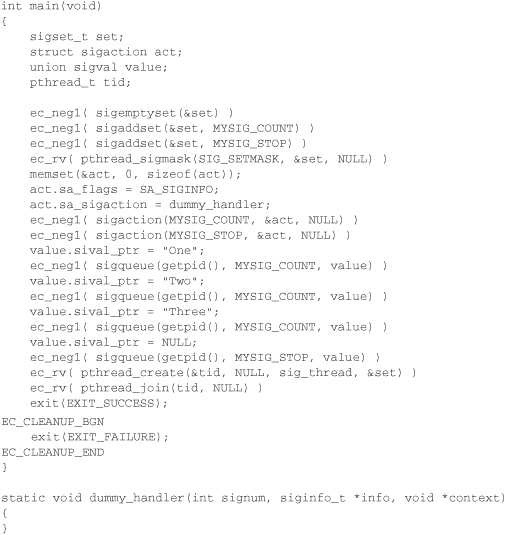 int main(void)
{
    sigset_t set;
    struct sigaction act;
    union sigval value;
    pthread_t tid;

    ec_neg1( sigemptyset(&set) )
    ec_neg1( sigaddset(&set, MYSIG_COUNT) )
    ec_neg1( sigaddset(&set, MYSIG_STOP) )
    ec_rv( pthread_sigmask(SIG_SETMASK, &set, NULL) )
    memset(&act, 0, sizeof(act));
    act.sa_flags = SA_SIGINFO;
    act.sa_sigaction = dummy_handler;
    ec_neg1( sigaction(MYSIG_COUNT, &act, NULL) )
    ec_neg1( sigaction(MYSIG_STOP, &act, NULL) )
    value.sival_ptr = "One";
    ec_neg1( sigqueue(getpid(), MYSIG_COUNT, value) )
    value.sival_ptr = "Two";
    ec_neg1( sigqueue(getpid(), MYSIG_COUNT, value) )
    value.sival_ptr = "Three";
    ec_neg1( sigqueue(getpid(), MYSIG_COUNT, value) )
    value.sival_ptr = NULL;
    ec_neg1( sigqueue(getpid(), MYSIG_STOP, value) )
    ec_rv( pthread_create(&tid, NULL, sig_thread, &set) )
    ec_rv( pthread_join(tid, NULL) )
    exit(EXIT_SUCCESS);
EC_CLEANUP_BGN
    exit(EXIT_FAILURE);
EC_CLEANUP_END
}

static void dummy_handler(int signum, siginfo_t *info, void *context)
{
}